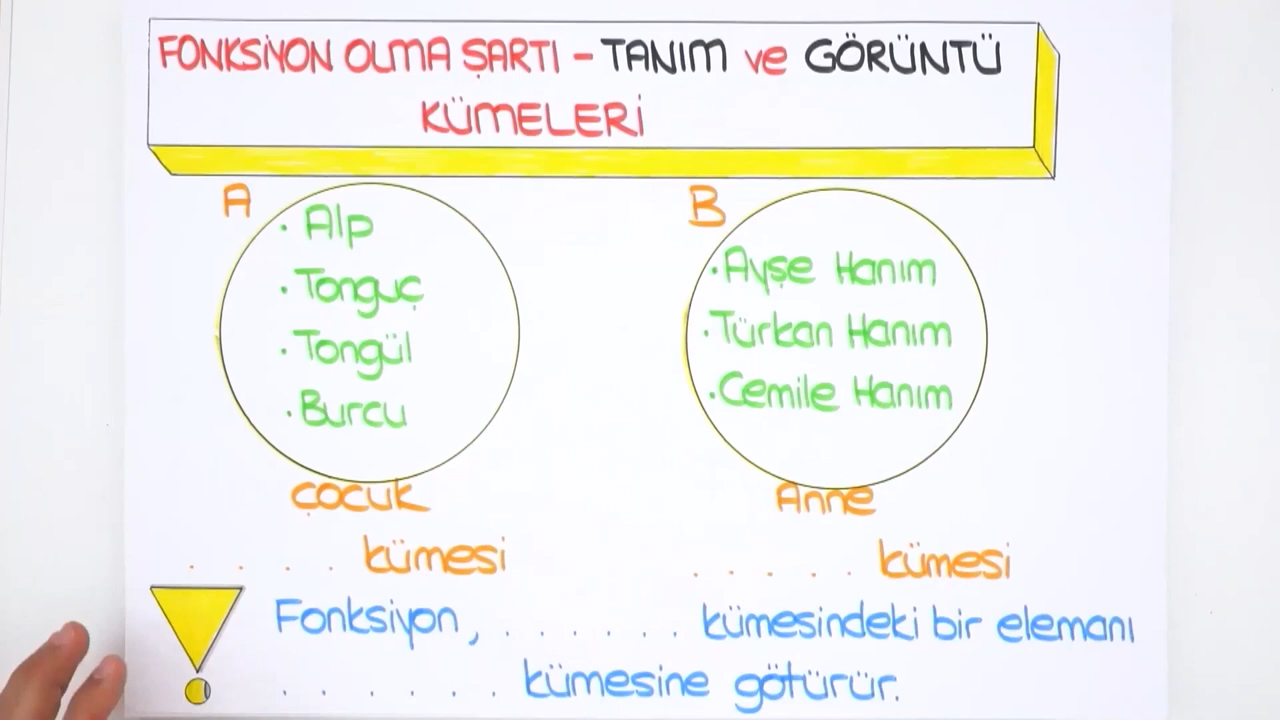 FONKSİYON OLMA ŞARTI - TANIM ve GÖRÜNTÜ
KÜMELERİ
A
B
• Alp
• Tonguç
• Tongül
• Burcu
• Ayşe Hanım
• Türkan Hanım
• Cemile Hanım
çocuk
Anne
. . . . kümesi
. . . . . kümesi
Fonksiyon, . . . . . . kümesindeki bir elemanı
. . . . . . kümesine götürür.